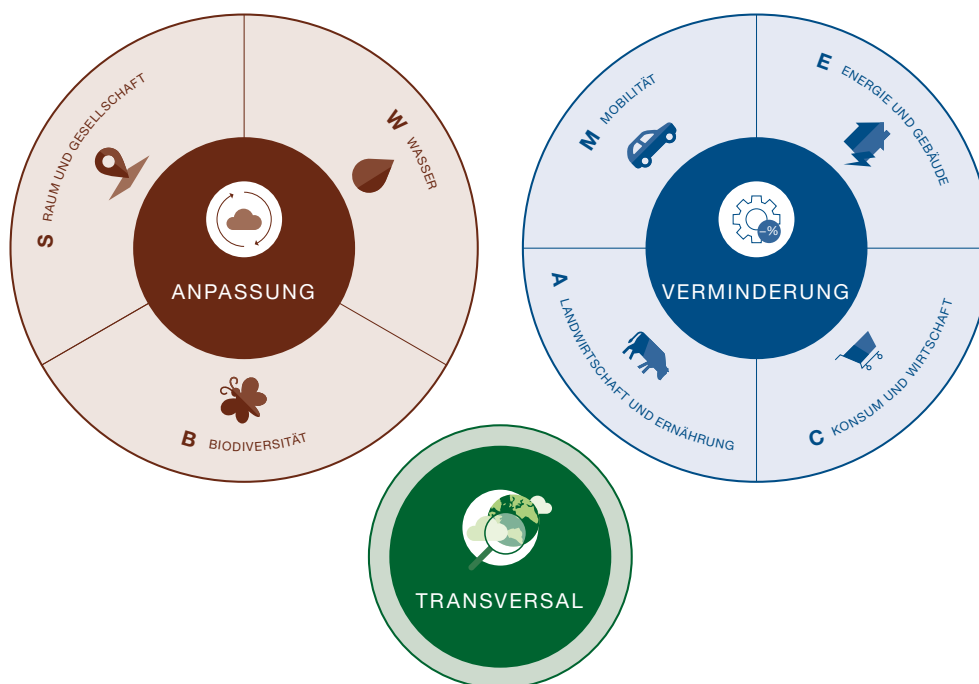 S RAUM UND GESELLSCHAFT
W WASSER
B BIODIVERSITÄT
ANPASSUNG
M MOBILITÄT
E ENERGIE UND GEBÄUDE
-%
VERMINDERUNG
A LANDWIRTSCHAFT UND ERNÄHRUNG
C KONSUM UND WIRTSCHAFT
TRANSVERSAL